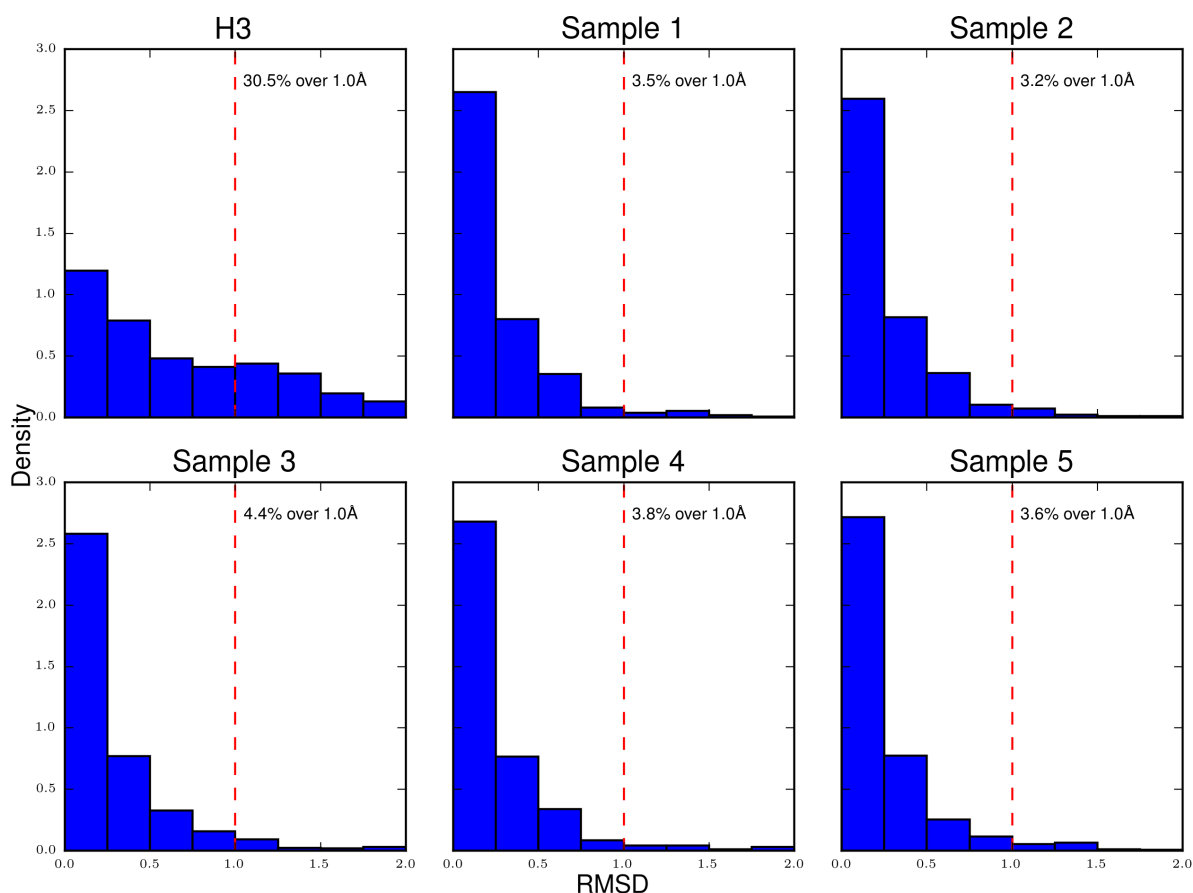 H3
Sample 1
Sample 2
3.0
2.5
2.0
1.5
1.0
0.5
0.0
30.5% over 1.0Å
3.5% over 1.0Å
3.2% over 1.0Å
Density
Sample 3
Sample 4
Sample 5
3.0
2.5
2.0
1.5
1.0
0.5
0.0
4.4% over 1.0Å
3.8% over 1.0Å
3.6% over 1.0Å
0.0 0.5 1.0 1.5 2.0
0.0 0.5 1.0 1.5 2.0
0.0 0.5 1.0 1.5 2.0
RMSD